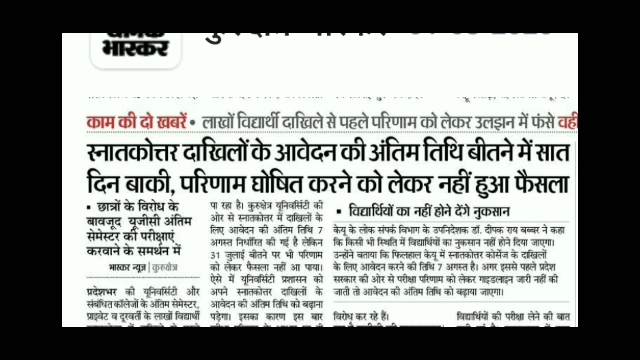 दैनिक
भास्कर
काम की दो खबरें • लाखों विद्यार्थी दाखिले से पहले परिणाम को लेकर उलझन में फंसे वहीं
स्नातकोत्तर दाखिलों के आवेदन की अंतिम तिथि बीतने में सात
दिन बाकी, परिणाम घोषित करने को लेकर नहीं हुआ फैसला
• छात्रों के विरोध के
बावजूद यूजीसी अंतिम
सेमेस्टर की परीक्षाएं
करवाने के समर्थन में
भास्कर न्यूज | कुरुक्षेत्र
प्रदेशभर की यूनिवर्सिटी और
संबंधित कॉलेजों के अंतिम सेमेस्टर,
प्राइवेट व दूरवर्ती के लाखों विद्यार्थी
पा रहा है। कुरुक्षेत्र यूनिवर्सिटी की
ओर से स्नातकोत्तर में दाखिलों के
लिए आवेदन की अंतिम तिथि 7
अगस्त निर्धारित की गई है लेकिन
31 जुलाई बीतने पर भी परिणाम
को लेकर फैसला नहीं आ पाया।
ऐसे में यूनिवर्सिटी प्रशासन को
अपने स्नातकोत्तर दाखिलों के
आवेदन की अंतिम तिथि को बढ़ाना
पड़ेगा। इसका कारण इस बार
• विद्यार्थियों का नहीं होने देंगे नुकसान
केयू के लोक संपर्क विभाग के उपनिदेशक डॉ. दीपक राय बब्बर ने कहा
कि किसी भी स्थिति में विद्यार्थियों का नुकसान नहीं होने दिया जाएगा।
उन्होंने बताया कि फिलहाल केयू में स्नातकोत्तर कोर्सेज के दाखिलों
के लिए आवेदन करने की तिथि 7 अगस्त है। अगर इससे पहले प्रदेश
सरकार की ओर से परीक्षा परिणाम को लेकर गाइडलाइन जारी नहीं की
जाती तो आवेदन की अंतिम तिथि को बढ़ाया जाएगा।
विरोध कर रहे हैं।
विद्यार्थियों की परीक्षा लेने की बात